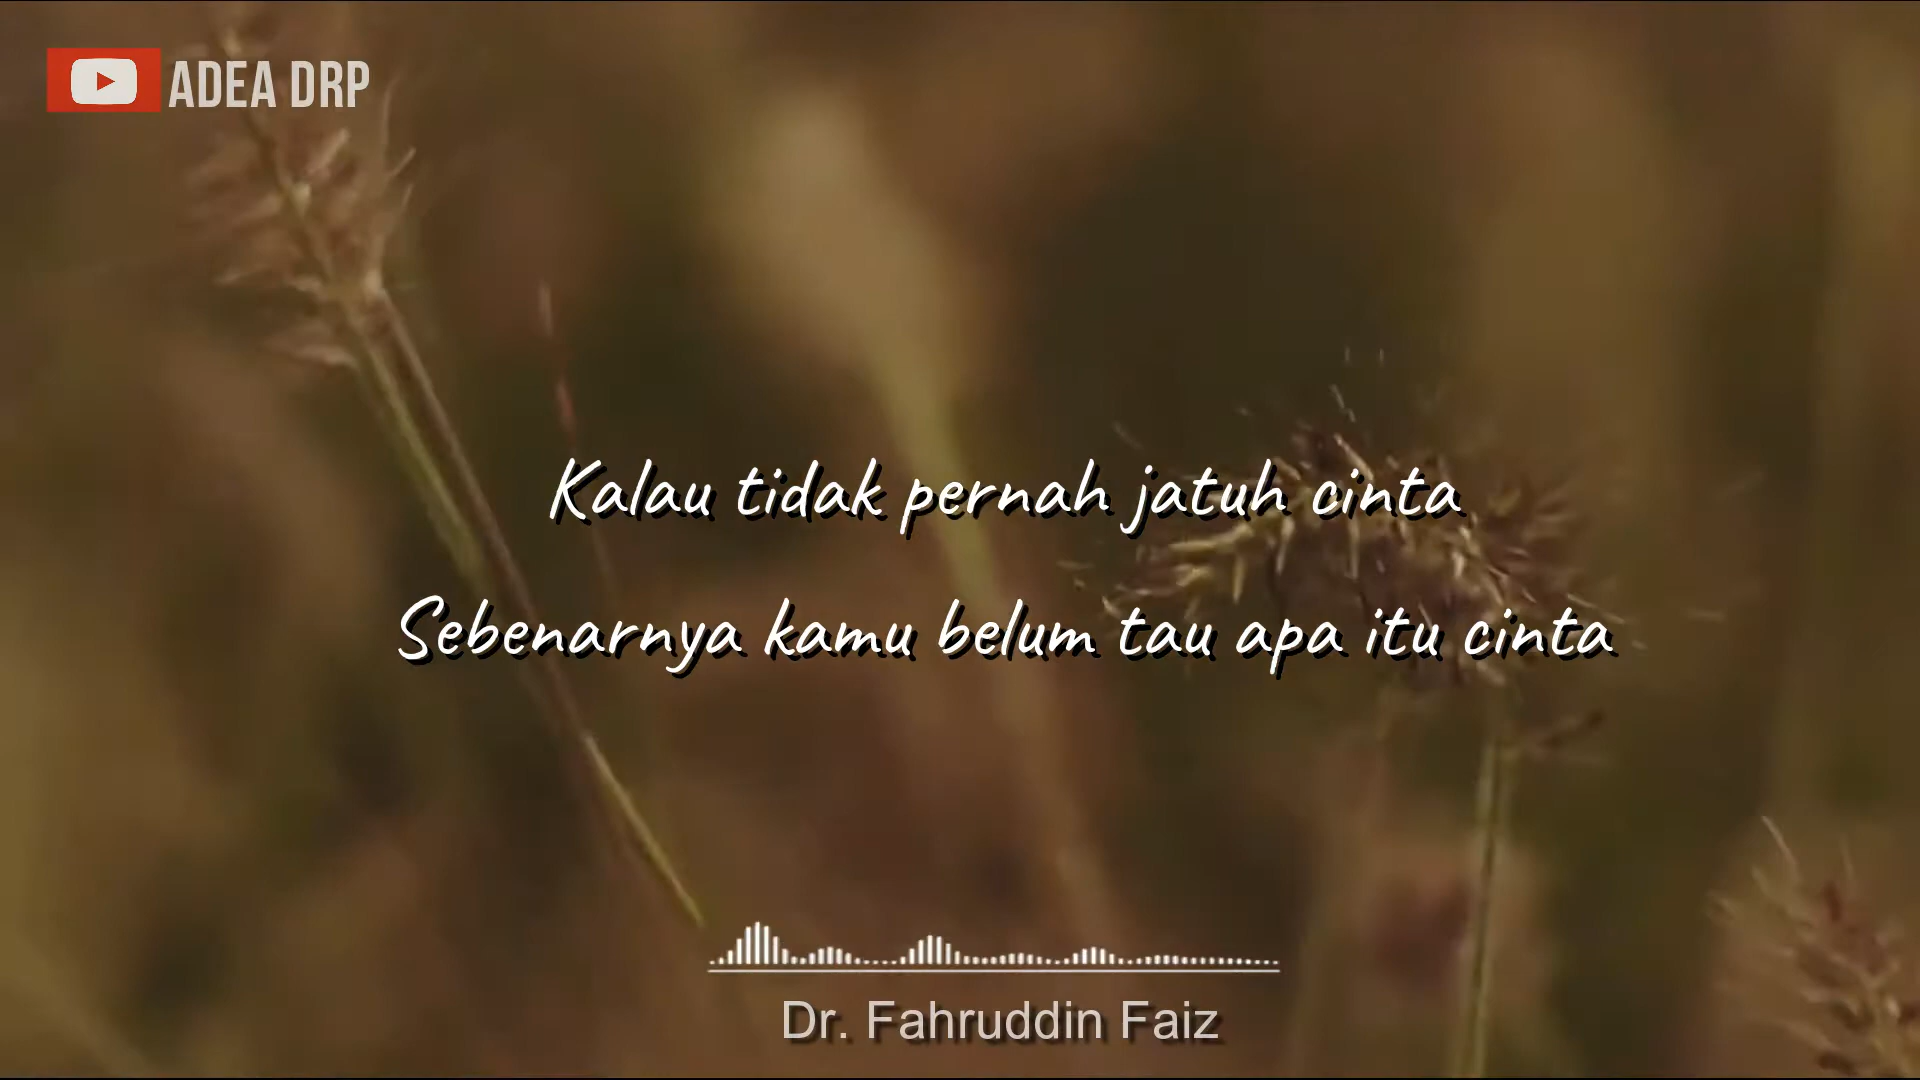 ADEA DRP
Kalau tidak pernah jatuh cinta
Sebenarnya kamu belum tau apa itu cinta
Dr. Fahruddin Faiz